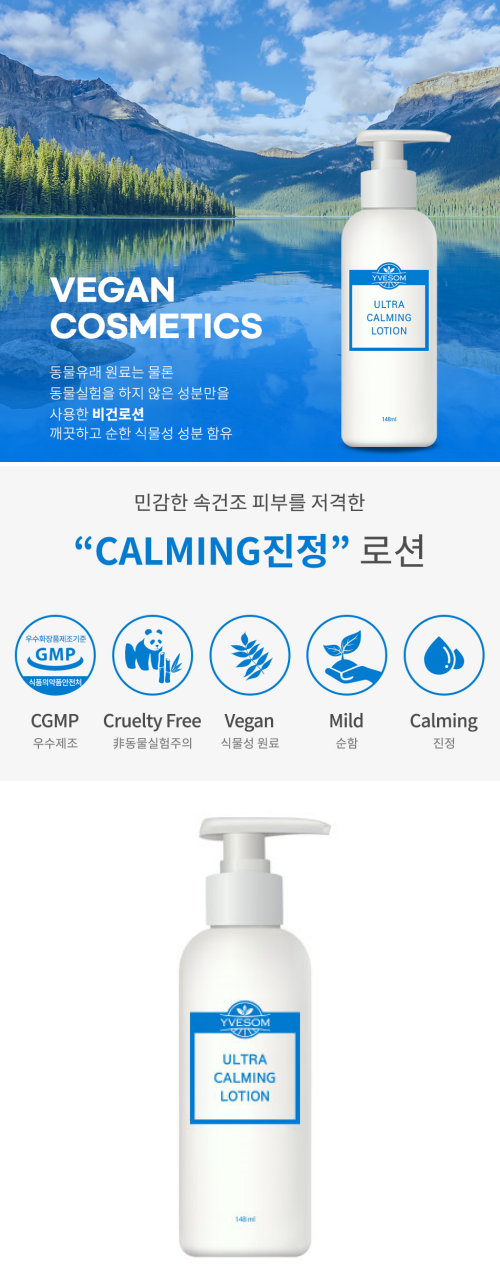 VEGAN
COSMETICS
동물유래 원료는 물론
동물실험을 하지 않은 성분만을
사용한 비건로션
깨끗하고 순한 식물성 성분 함유
YVESOM
ULTRA
CALMING
LOTION
148ml
민감한 속건조 피부를 저격한
“CALMING진정” 로션
우수화장품제조기준
GMP
식품의약품안전처
CGMP
우수제조
Cruelty Free
非동물실험주의
Vegan
식물성 원료
Mild
순함
Calming
진정
YVESOM
ULTRA
CALMING
LOTION
148ml